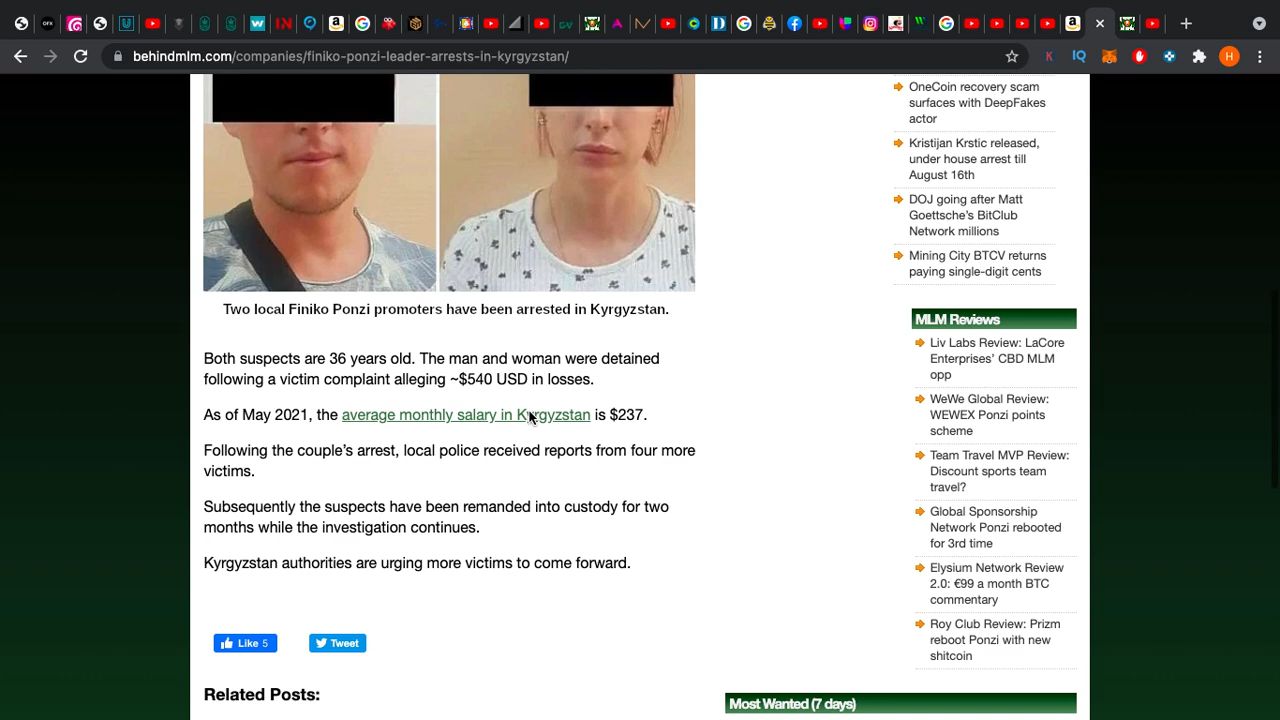 behindmlm.com/companies/finiko-ponzi-leader-arrests-in-kyrgyzstan/
Two local Finiko Ponzi promoters have been arrested in Kyrgyzstan.
Both suspects are 36 years old. The man and woman were detained
following a victim complaint alleging ~$540 USD in losses.
As of May 2021, the average monthly salary in Kyrgyzstan is $237.
Following the couple's arrest, local police received reports from four more
victims.
Subsequently the suspects have been remanded into custody for two
months while the investigation continues.
Kyrgyzstan authorities are urging more victims to come forward.
Like 5
Tweet
Related Posts:
OneCoin recovery scam
surfaces with DeepFakes
actor
Kristijan Krstic released,
under house arrest till
August 16th
DOJ going after Matt
Goettsche's BitClub
Network millions
Mining City BTCV returns
paying single-digit cents
MLM Reviews
Liv Labs Review: LaCore
Enterprises' CBD MLM
opp
WeWe Global Review:
WEWEX Ponzi points
scheme
Team Travel MVP Review:
Discount sports team
travel?
Global Sponsorship
Network Ponzi rebooted
for 3rd time
Elysium Network Review
2.0: €99 a month BTC
commentary
Roy Club Review: Prizm
reboot Ponzi with new
shitcoin
Most Wanted (7 days)